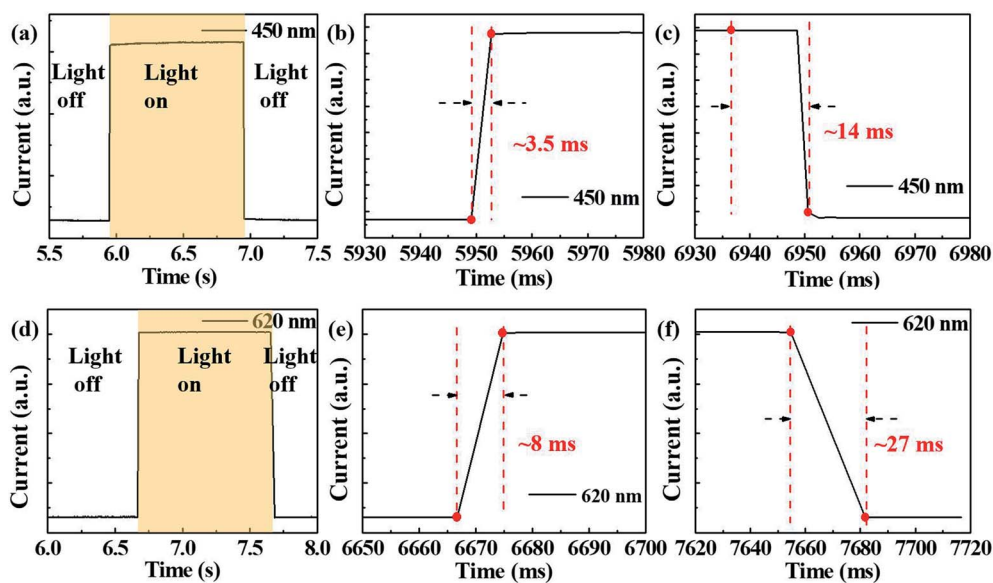 (a)
450 nm
Light
off
Light
on
Light
off
Current (a.u.)
5.5 6.0 6.5 7.0 7.5
Time (s)
(b)
~3.5 ms
450 nm
Current (a.u.)
5930 5940 5950 5960 5970 5980
Time (ms)
(c)
~14 ms
450 nm
Current (a.u.)
6930 6940 6950 6960 6970 6980
Time (ms)
(d)
620 nm
Light
off
Light
on
Light
off
Current (a.u.)
6.0 6.5 7.0 7.5 8.0
Time (s)
(e)
~8 ms
620 nm
Current (a.u.)
6650 6660 6670 6680 6690 6700
Time (ms)
(f)
620 nm
~27 ms
Current (a.u.)
7620 7640 7660 7680 7700 7720
Time (ms)